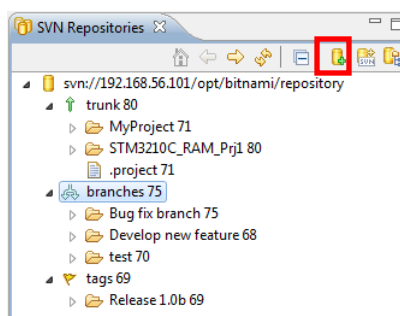 SVN Repositories
SVN
svn://192.168.56.101/opt/bitnami/repository
trunk 80
MyProject 71
STM3210C_RAM_Prj1 80
.project 71
branches 75
Bug fix branch 75
Develop new feature 68
test 70
tags 69
Release 1.0b 69